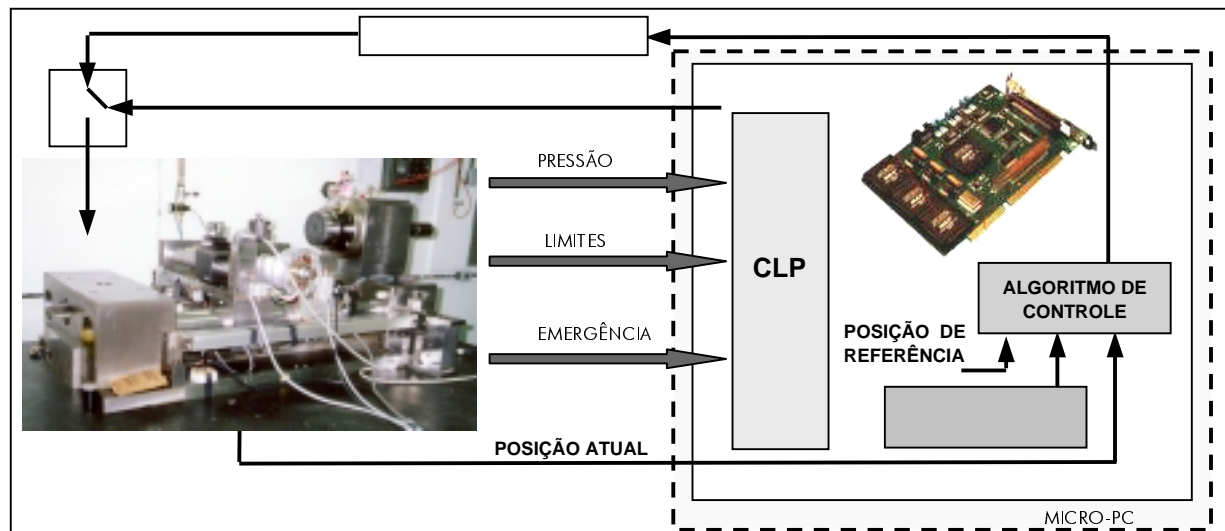 PRESSÃO
LIMITES
CLP
EMERGÊNCIA
ALGORITMO DE
CONTROLE
POSIÇÃO DE
REFERÊNCIA
POSIÇÃO ATUAL
MICRO-PC